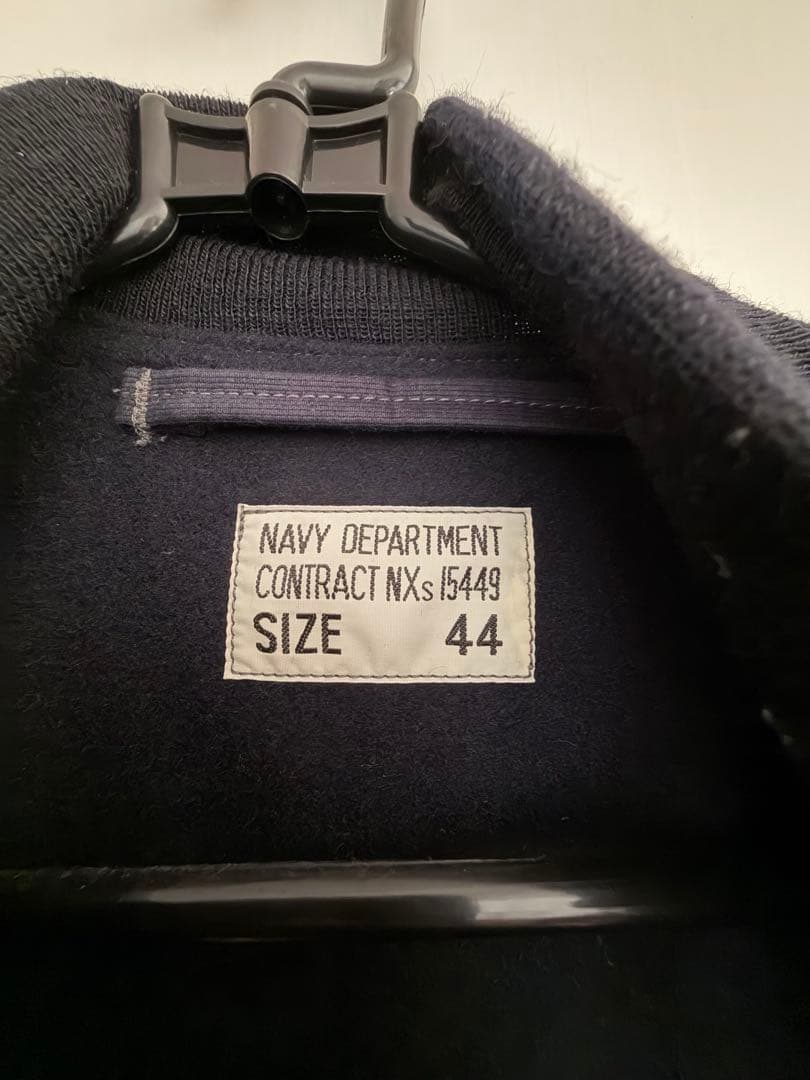 NAVY DEPARTMENT
CONTRACT NXs 15449
SIZE 44